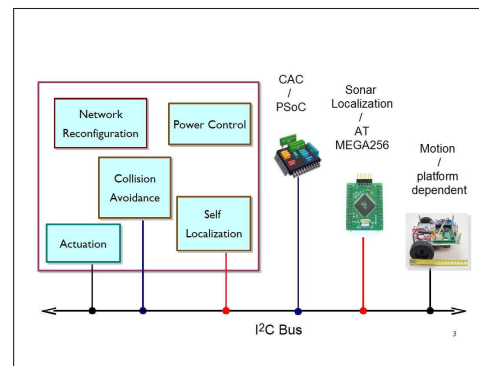 Network
Reconfiguration
Power Control
Collision
Avoidance
Self
Localization
Actuation
CAC
/
PSoC
Sonar
Localization
/
AT
MEGA256
Motion
/
platform
dependent
I²C Bus
3